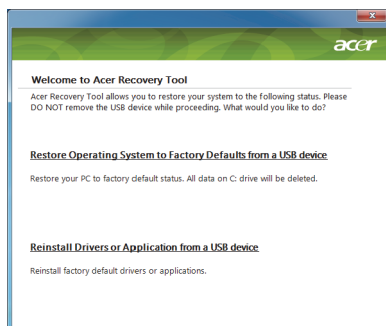 acer
Welcome to Acer Recovery Tool
Acer Recovery Tool allows you to restore your system to the following status. Please
DO NOT remove the USB device while proceeding. What would you like to do?
Restore Operating System to Factory Defaults from a USB device
Restore your PC to factory default status. All data on C: drive will be deleted.
Reinstall Drivers or Application from a USB device
Reinstall factory default drivers or applications.